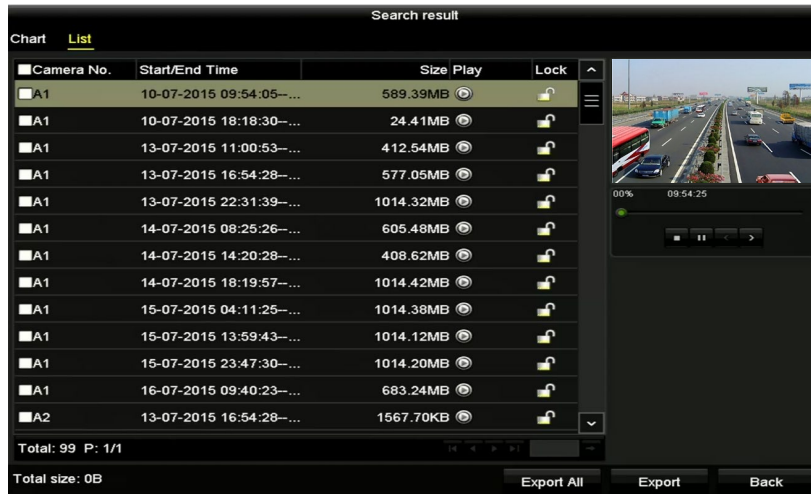 Search result
Chart List
Camera No. Start/End Time Size Play Lock
A1 10-07-2015 09:54:05--... 589.39MB
A1 10-07-2015 18:18:30--... 24.41MB
A1 13-07-2015 11:00:53--... 412.54MB
A1 13-07-2015 16:54:28--... 577.05MB
A1 13-07-2015 22:31:39--... 1014.32MB
A1 14-07-2015 08:25:26--... 605.48MB
A1 14-07-2015 14:20:28--... 408.62MB
A1 14-07-2015 18:19:57--... 1014.42MB
A1 15-07-2015 04:11:25--... 1014.38MB
A1 15-07-2015 13:59:43--... 1014.12MB
A1 15-07-2015 23:47:30--... 1014.20MB
A1 16-07-2015 09:40:23--... 683.24MB
A2 13-07-2015 16:54:28--... 1567.70KB
00% 09:54:25
Total: 99 P: 1/1
Total size: 0B
Export All Export Back